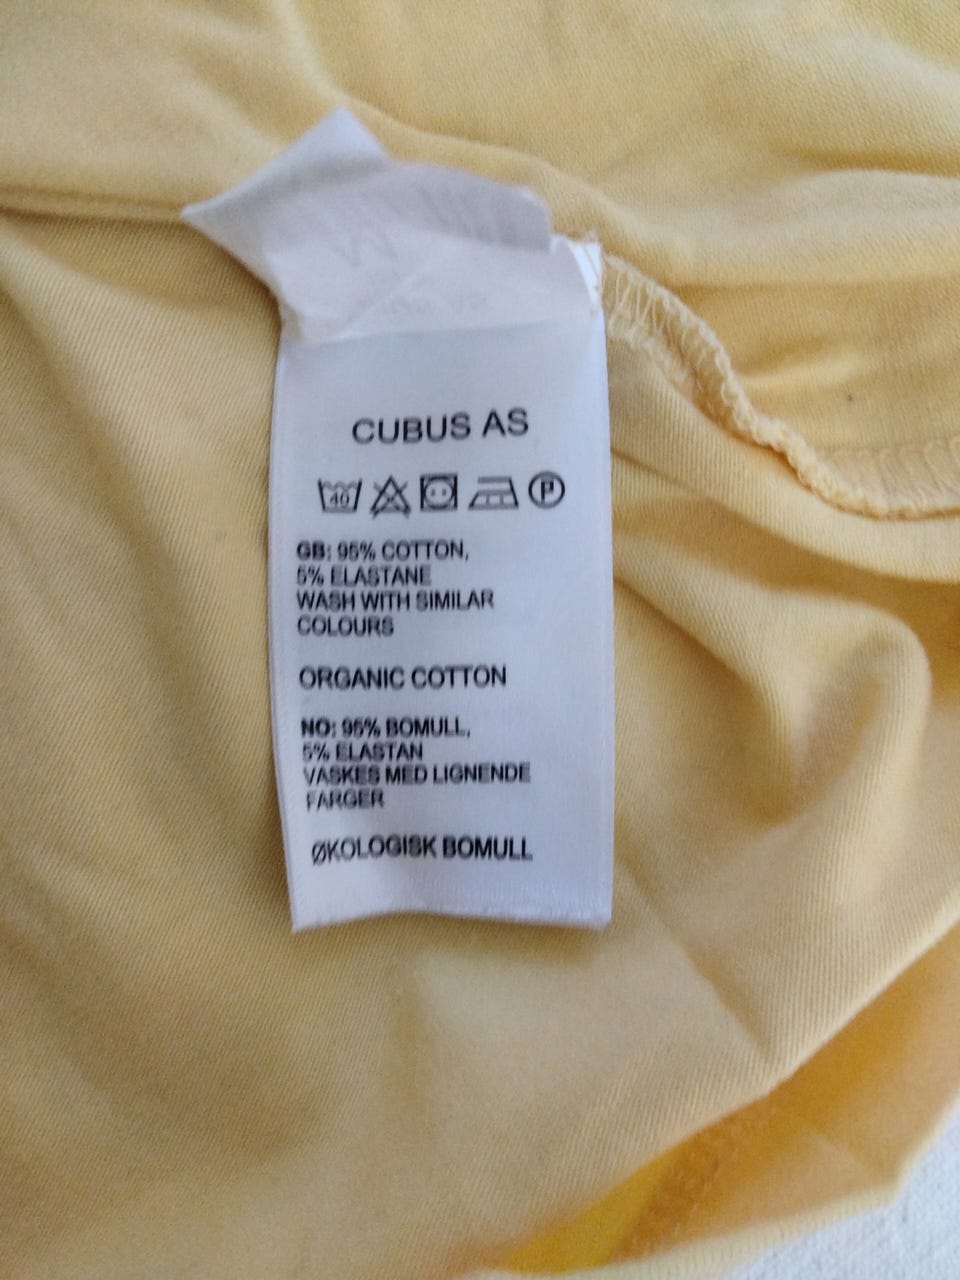 CUBUS AS
40 P
GB: 95% COTTON,
5% ELASTANE
WASH WITH SIMILAR
COLOURS
ORGANIC COTTON
NO: 95% BOMULL,
5% ELASTAN
VASKES MED LIGNENDE
FARGER
ØKOLOGISK BOMULL